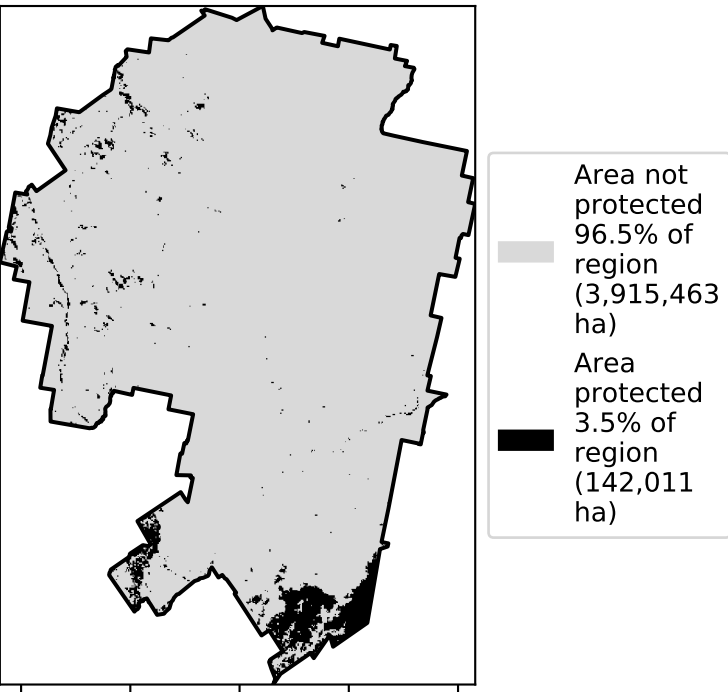 Area not
protected
96.5% of
region
(3,915,463
ha)
Area
protected
3.5% of
region
(142,011
ha)